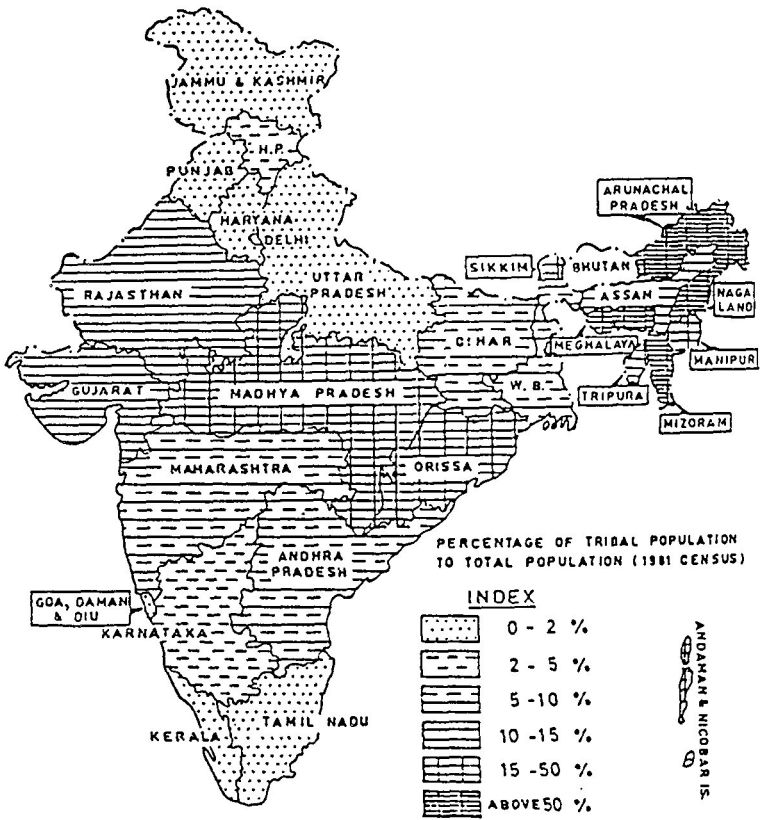 JAMMU & KASHMIR
H.P.
PUNJAB
HARYANA
DELHI
ARUNACHAL
PRADESH
SIKKIM
BHUTAN
UTTAR
PRADESH
RAJASTHAN
ASSAN
NAGA
LAND
BIHAR
MEGHALAYA
MANIPUR
GUJARAT
MADHYA PRADESH
W.B.
TRIPURA
MIZORAM
MAHARASHTRA
ORISSA
PERCENTAGE OF TRIBAL POPULATION
TO TOTAL POPULATION (1981 CENSUS)
ANDHRA
PRADESH
GOA, DAMAN
& DIU
KARNATAKA
INDEX
0 - 2 %
2 - 5 %
5 - 10 %
10 - 15 %
15 - 50 %
ABOVE 50 %
TAMIL NADU
KERALA
ANDAMAN & NICOBAR IS.